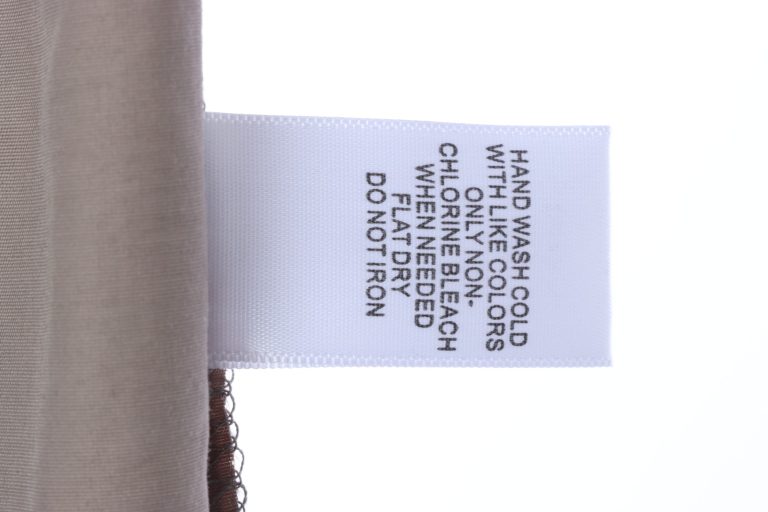 HAND WASH COLD
WITH LIKE COLORS
ONLY NON-
CHLORINE BLEACH
WHEN NEEDED
FLAT DRY
DO NOT IRON